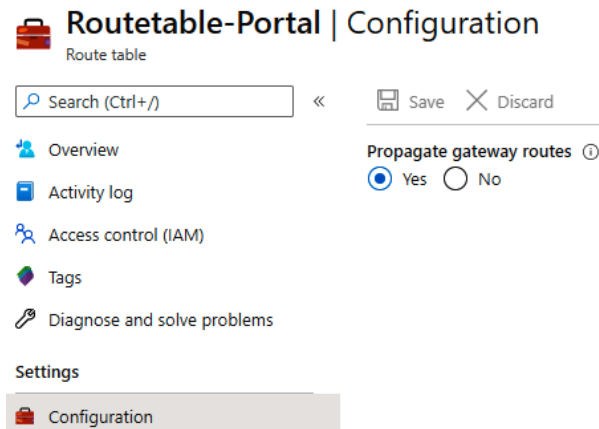 Routetable-Portal | Configuration
Route table
Search (Ctrl+/)
«
Save Discard
Overview
Propagate gateway routes
Yes No
Activity log
Access control (IAM)
Tags
Diagnose and solve problems
Settings
Configuration